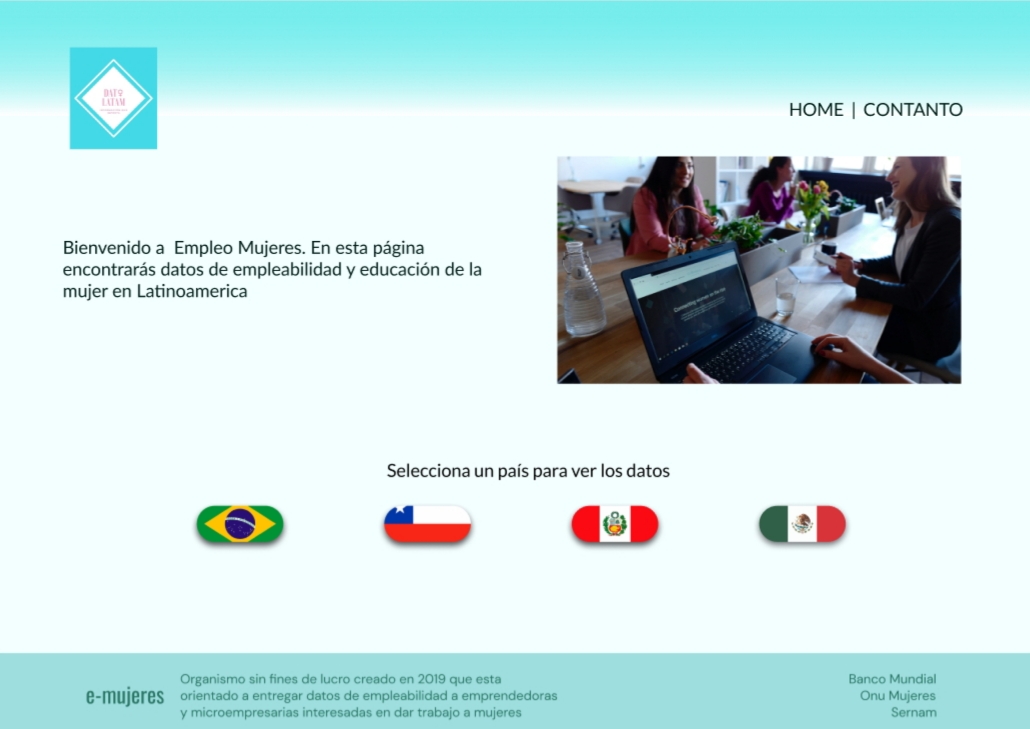 DAT♀
LATAM
HOME | CONTANTO
Bienvenido a  Empleo Mujeres. En esta página
encontrarás datos de empleabilidad y educación de la
mujer en Latinoamerica
Connecting women in the tech
Selecciona un país para ver los datos
e-mujeres
Organismo sin fines de lucro creado en 2019 que esta
orientado a entregar datos de empleabilidad a emprendedoras
y microempresarias interesadas en dar trabajo a mujeres
Banco Mundial
Onu Mujeres
Sernam